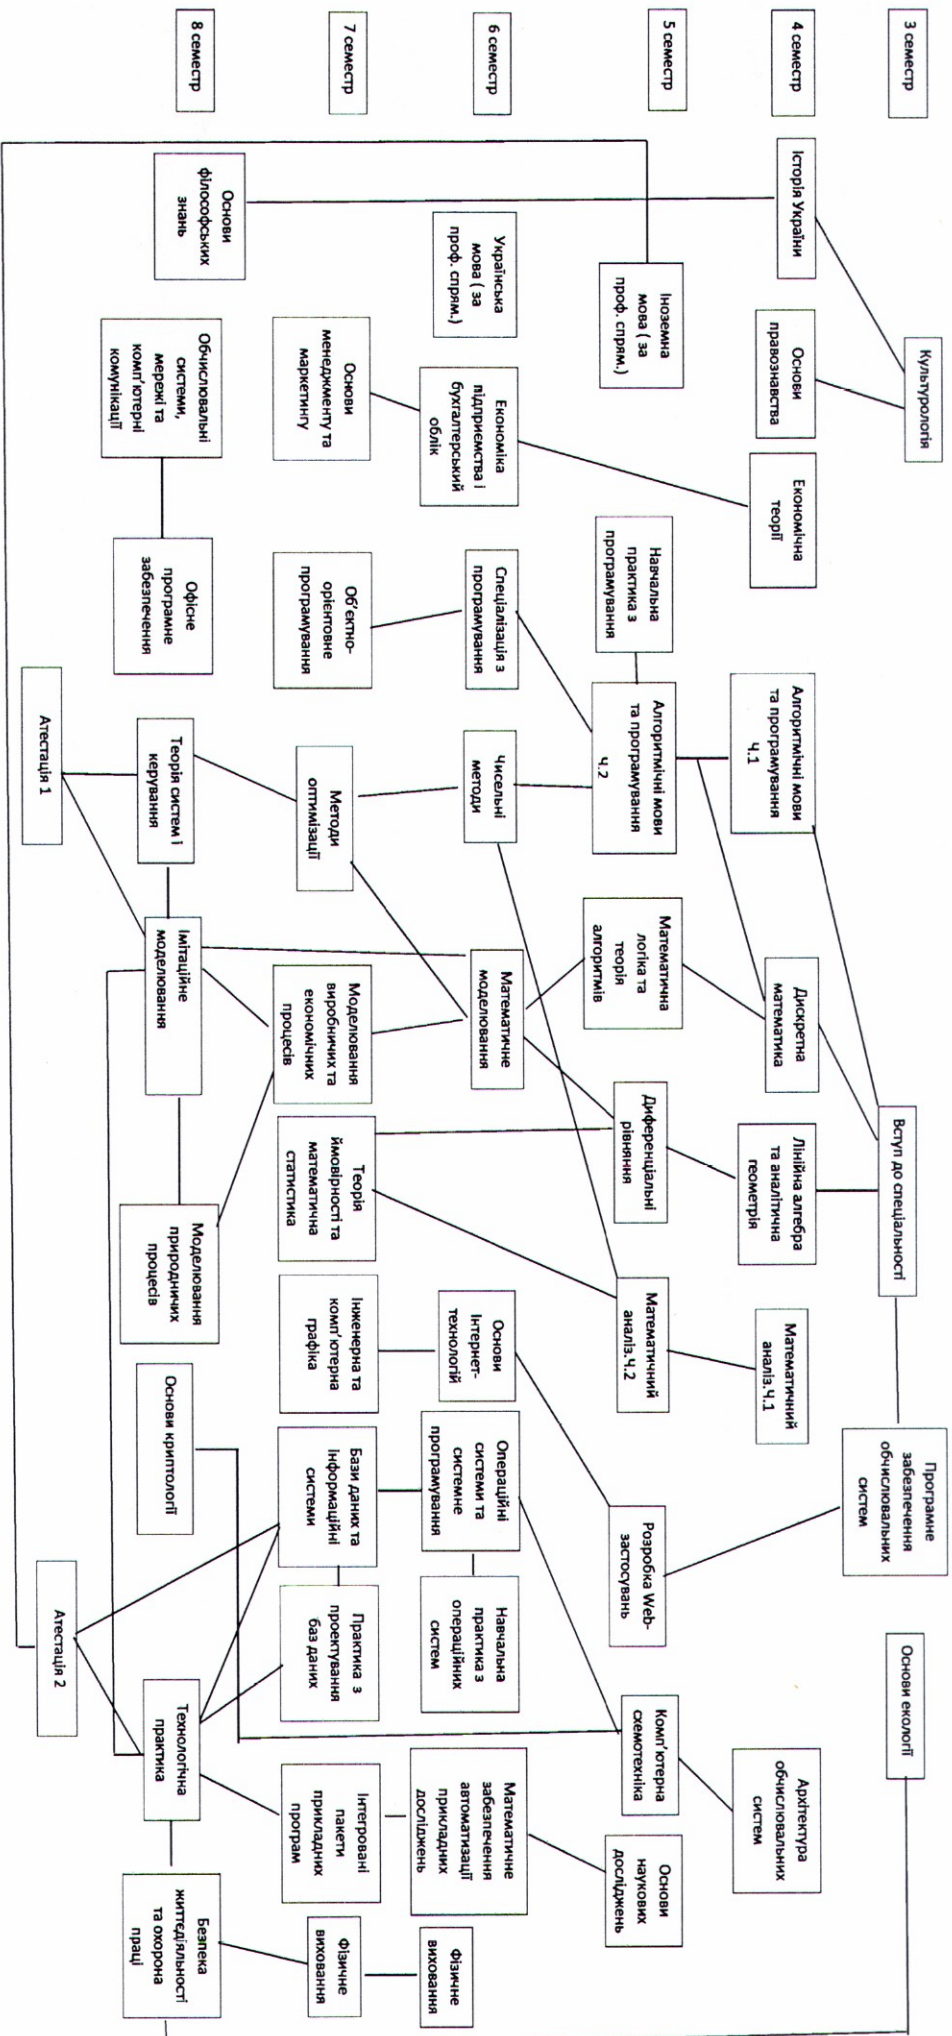 3 семестр
Культурологія
Вступ до спеціальності
Програмне
забезпечення
обчислювальних
систем
Основи екології
4 семестр
Історія України
Основи
правознавства
Економічна
теорії
Алгоритмічні мови
та програмування
Ч.1
Дискретна
математика
Лінійна алгебра
та аналітична
геометрія
Математичний
аналіз.Ч.1
Архітектура
обчислювальних
систем
5 семестр
Іноземна
мова ( за
проф. спрям.)
Навчальна
практика з
програмування
Алгоритмічні мови
та програмування
Ч.2
Математична
логіка та
теорія
алгоритмів
Диференціальні
рівняння
Математичний
аналіз.Ч.2
Розробка Web-
застосувань
Комп'ютерна
схемотехніка
Основи
наукових
досліджень
6 семестр
Українська
мова ( за
проф. спрям.)
Економіка
підприємства і
бухгалтерський
облік
Спеціалізація з
програмування
Чисельні
методи
Математичне
моделювання
Основи
Інтернет-
технологій
Операційні
системи та
системне
програмування
Навчальна
практика з
операційних
систем
Математичне
забезпечення
автоматизації
прикладних
досліджень
Фізичне
виховання
7 семестр
Основи
менеджменту та
маркетингу
Об'єктно-
орієнтовне
програмування
Методи
оптимізації
Моделювання
виробничих та
економічних
процесів
Теорія
ймовірності та
математична
статистика
Інженерна та
комп'ютерна
графіка
Бази даних та
інформаційні
системи
Практика з
проектування
баз даних
Інтегровані
пакети
прикладних
програм
Фізичне
виховання
8 семестр
Основи
філософських
знань
Обчислювальні
системи,
мережі та
комп'ютерні
комунікації
Офісне
програмне
забезпечення
Теорія систем і
керування
Імітаційне
моделювання
Моделювання
природничих
процесів
Основи криптології
Технологічна
практика
Безпека
життєдіяльності
та охорона
праці
Атестація 1
Атестація 2